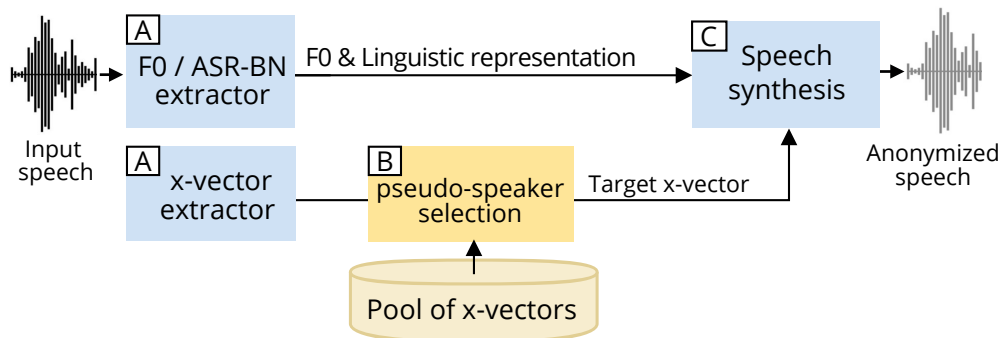 A
F0 / ASR-BN
extractor
F0 & Linguistic representation
C
Speech
synthesis
Input
speech
Anonymized
speech
A
x-vector
extractor
B
pseudo-speaker
selection
Target x-vector
Pool of x-vectors